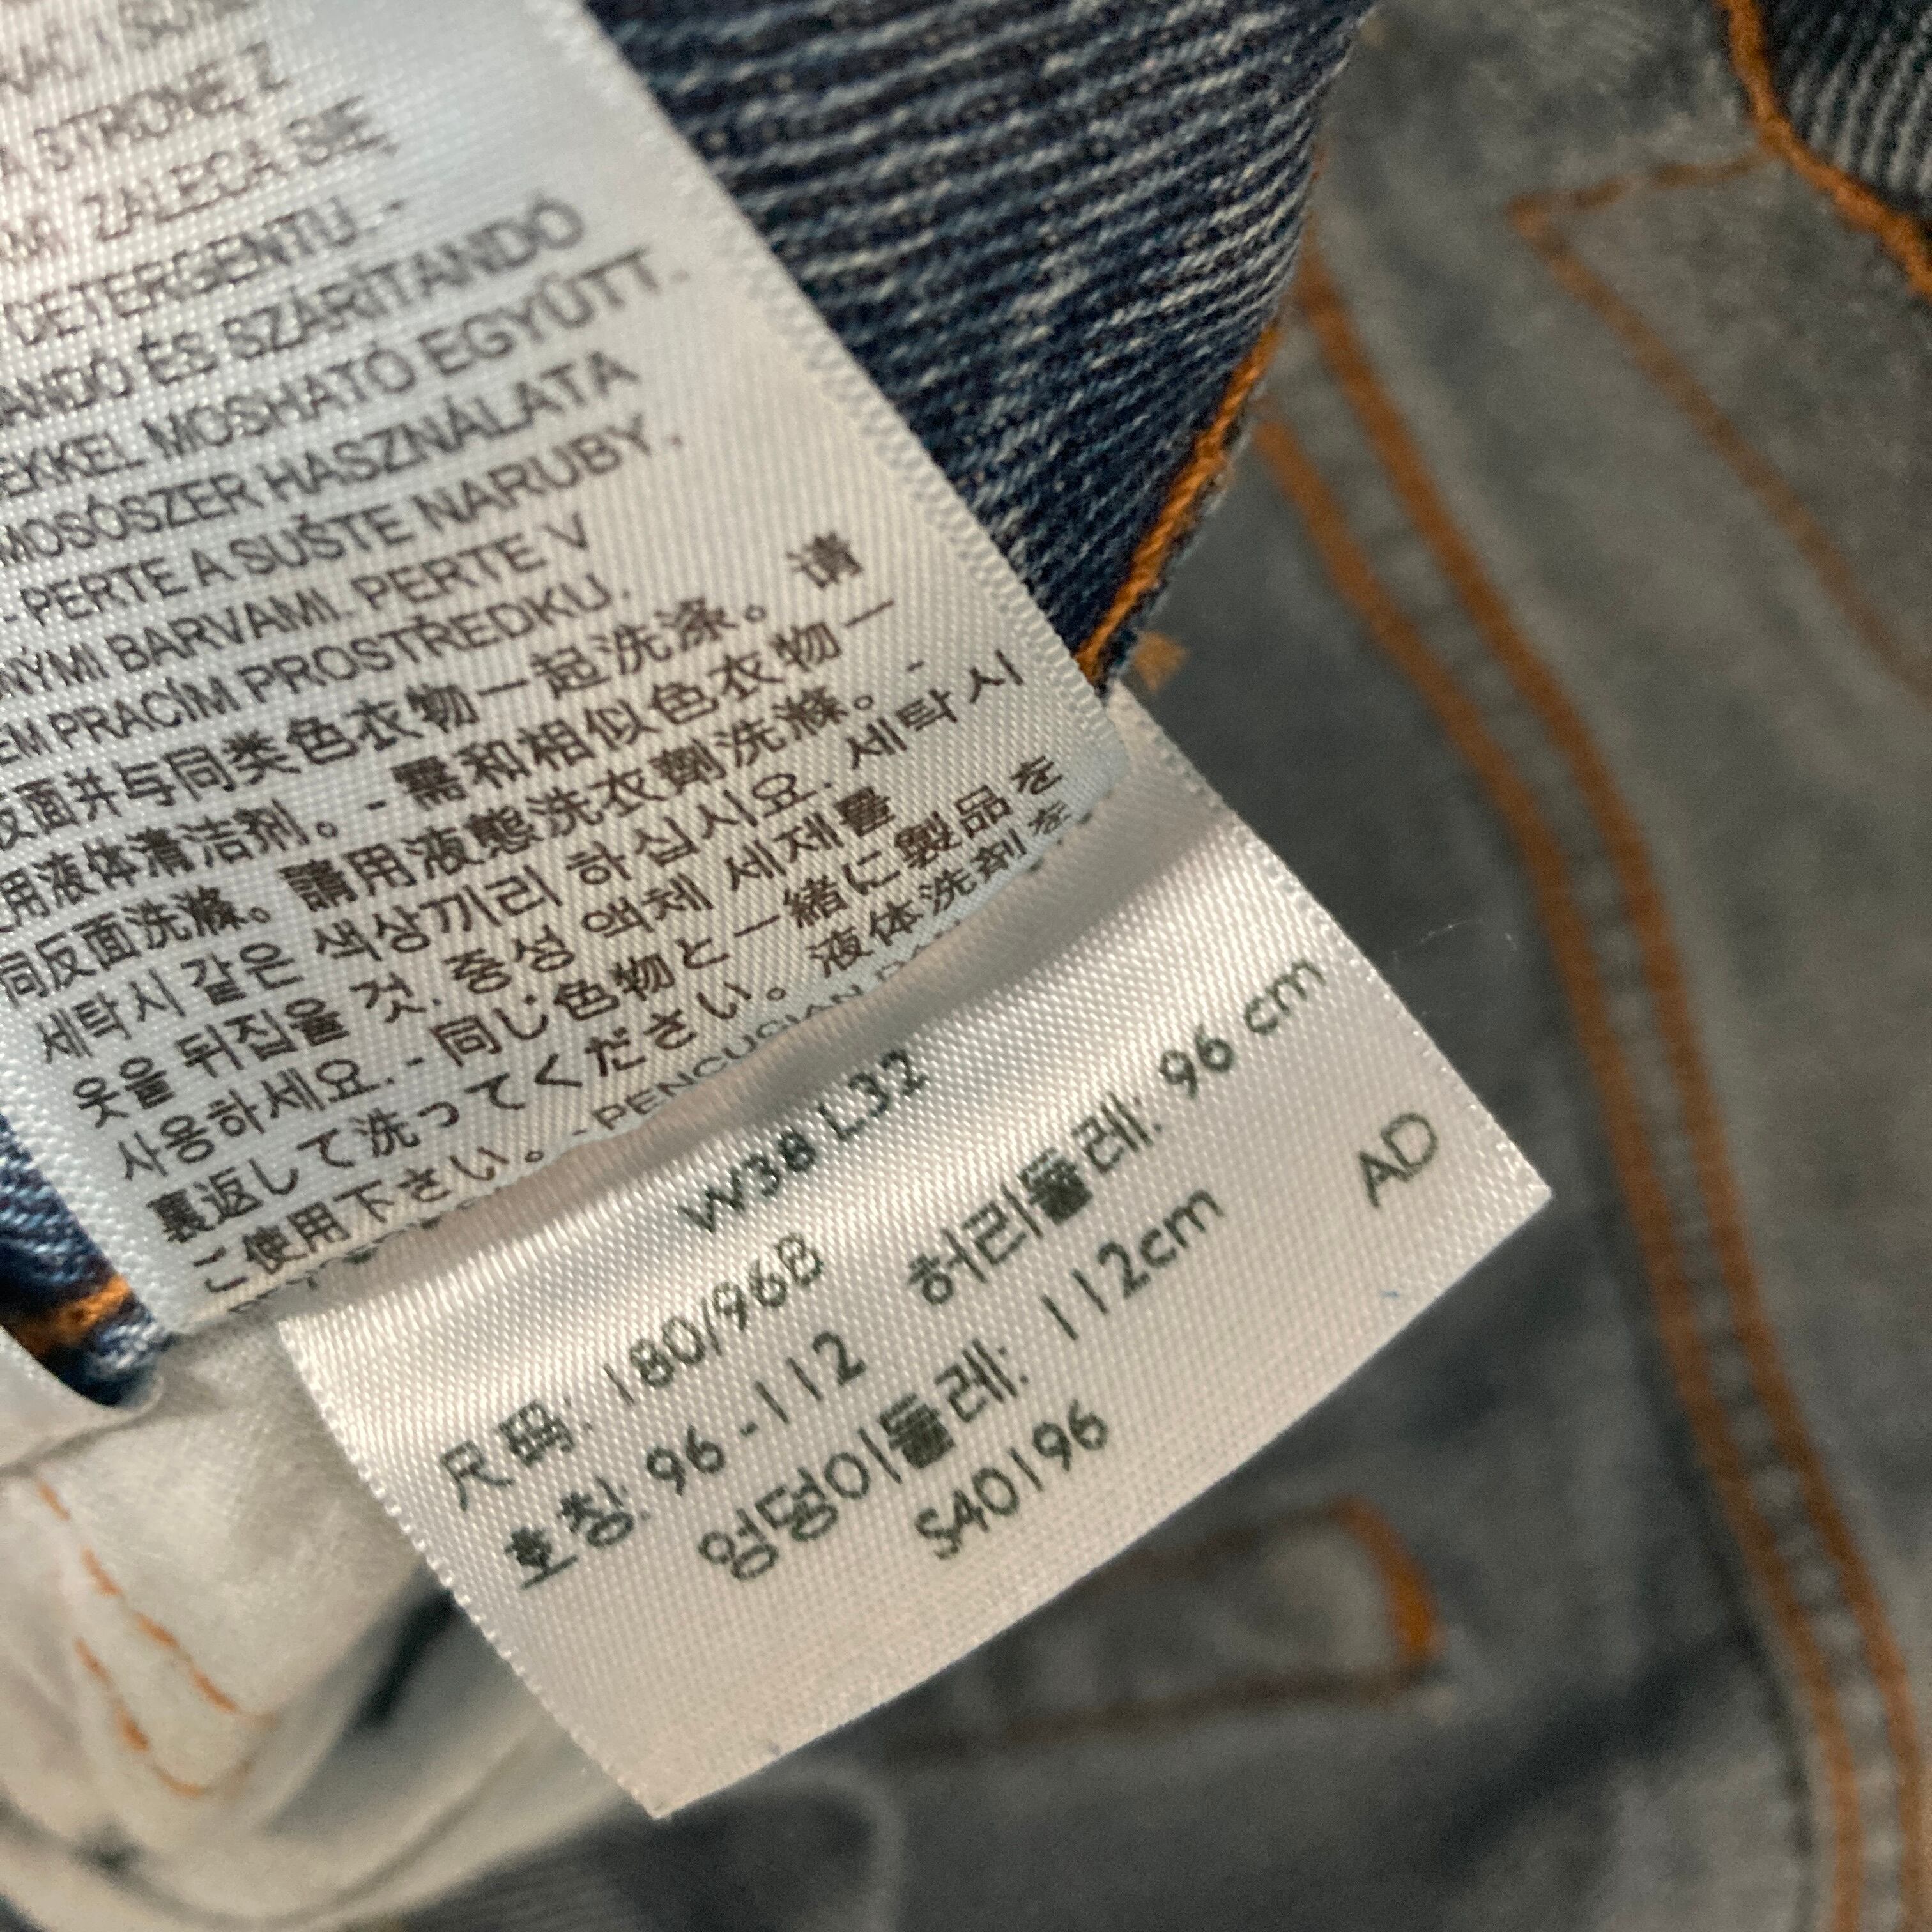 A STRONĘ Z
MI. ZALECA SIĘ
DETERGENTU. -
ANDÓ ÉS SZÁRÍTANDÓ
EKKEL MOSHATÓ EGYÜTT.
MOSÓSZER HASZNÁLATA
- PERTE A SUŠTE NARUBY.
NÝMI BARVAMI. PERTE V
EM PRACÍM PROSTŘEDKU.
反面并与同类色衣物一起洗涤。请
用液体清洁剂。- 需和相似色衣物一
同反面洗滌。請用液態洗衣劑洗滌。-
세탁시 같은 색상끼리 하십시요. 세탁시
옷을 뒤집을 것. 중성 액체 세제를
사용하세요. - 同じ色物と一緒に製品を
裏返して洗ってください。液体洗剤を
ご使用下さい。 - PENCUCIAN
W38 L32
尺码: 180/96B
호칭: 96 - 112 허리둘레: 96 cm
엉덩이둘레: 112cm
S40196 AD